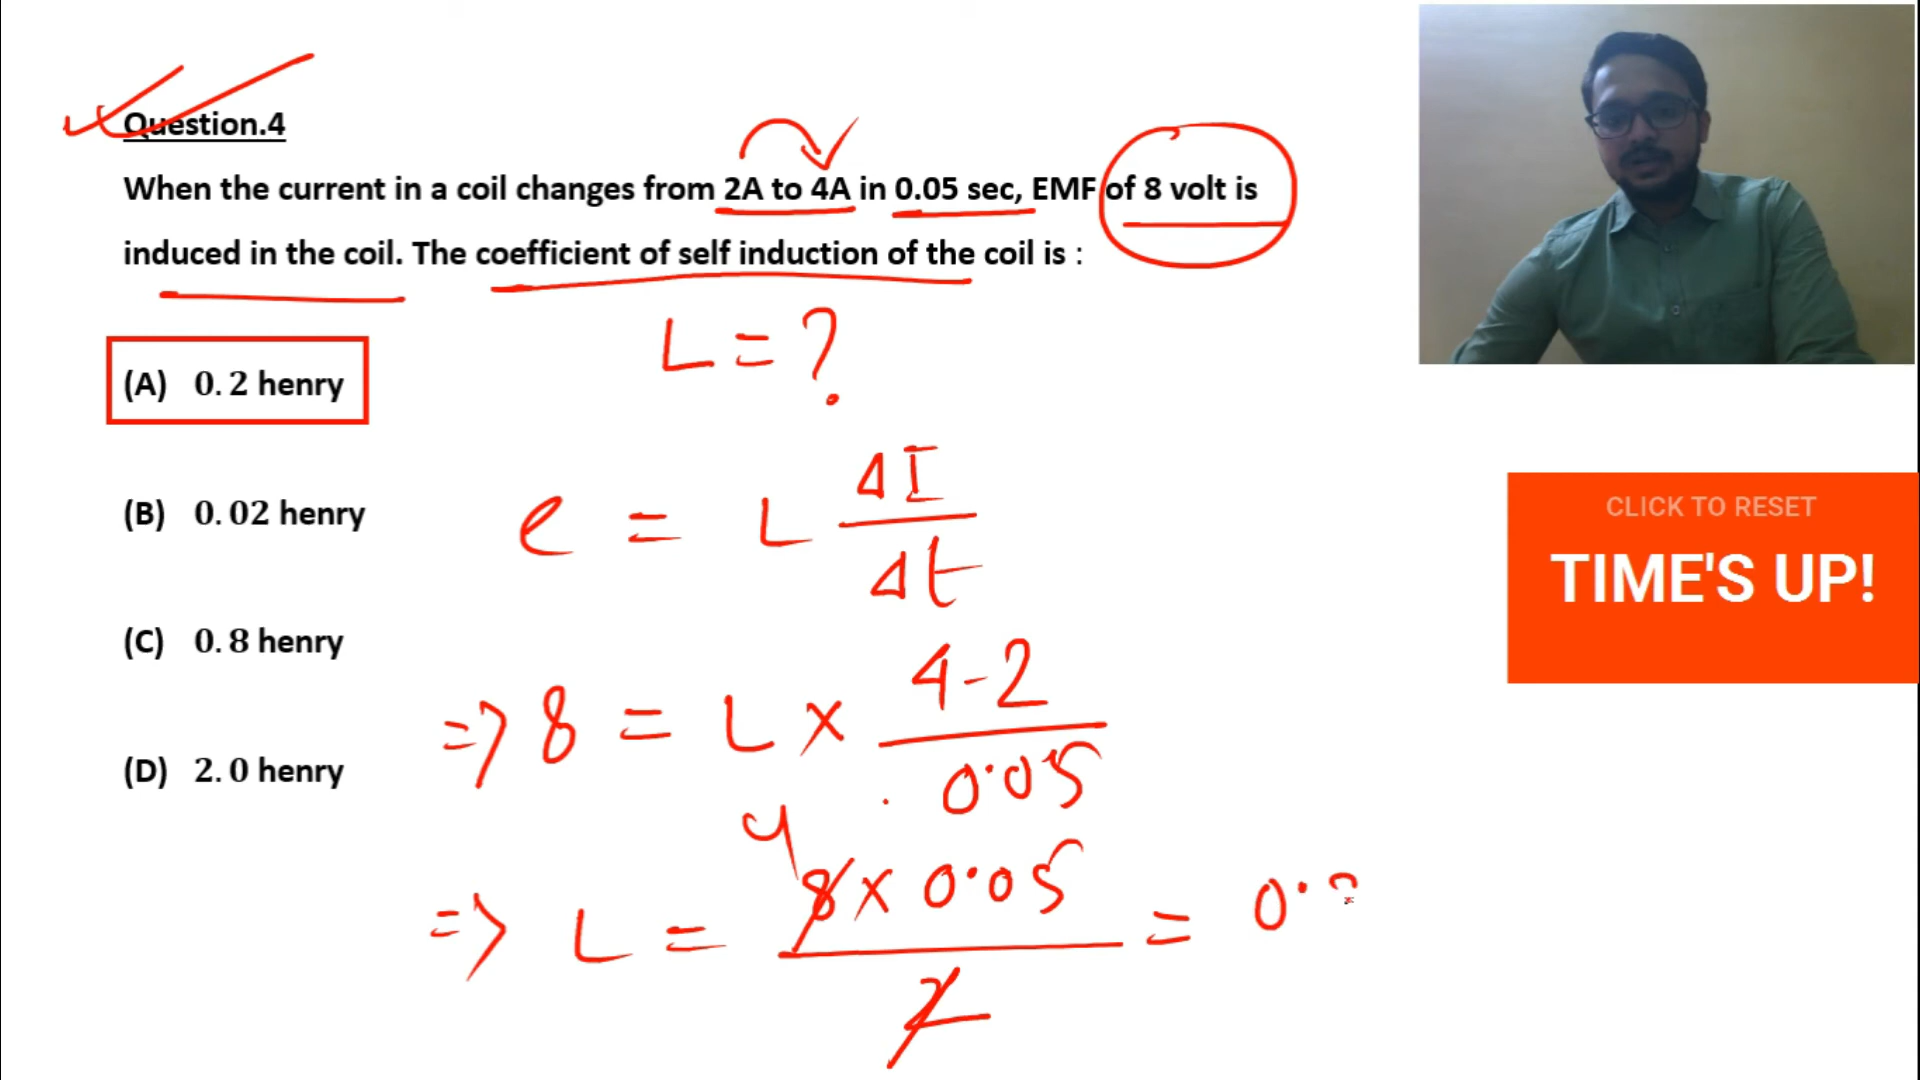 Question.4
When the current in a coil changes from 2A to 4A in 0.05 sec, EMF of 8 volt is
induced in the coil. The coefficient of self induction of the coil is :
L = ?
(A) 0.2 henry
(B) 0.02 henry
(C) 0.8 henry
(D) 2.0 henry
e = L ΔI/Δt
=> 8 = L × 4-2/0.05
4
=> L = 8 × 0.05/2 = 0.
CLICK TO RESET
TIME'S UP!